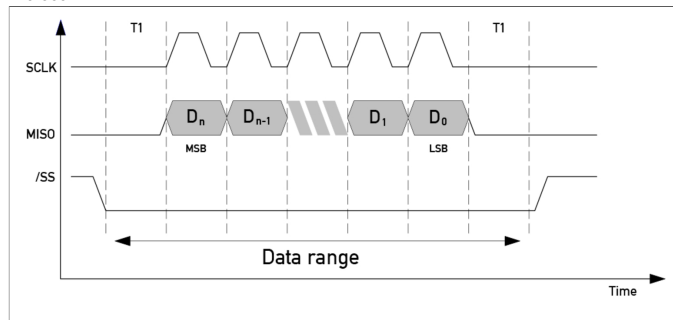 T1 T1
SCLK
MISO Dn Dn-1 D1 D0
MSB LSB
/SS
Data range
Time